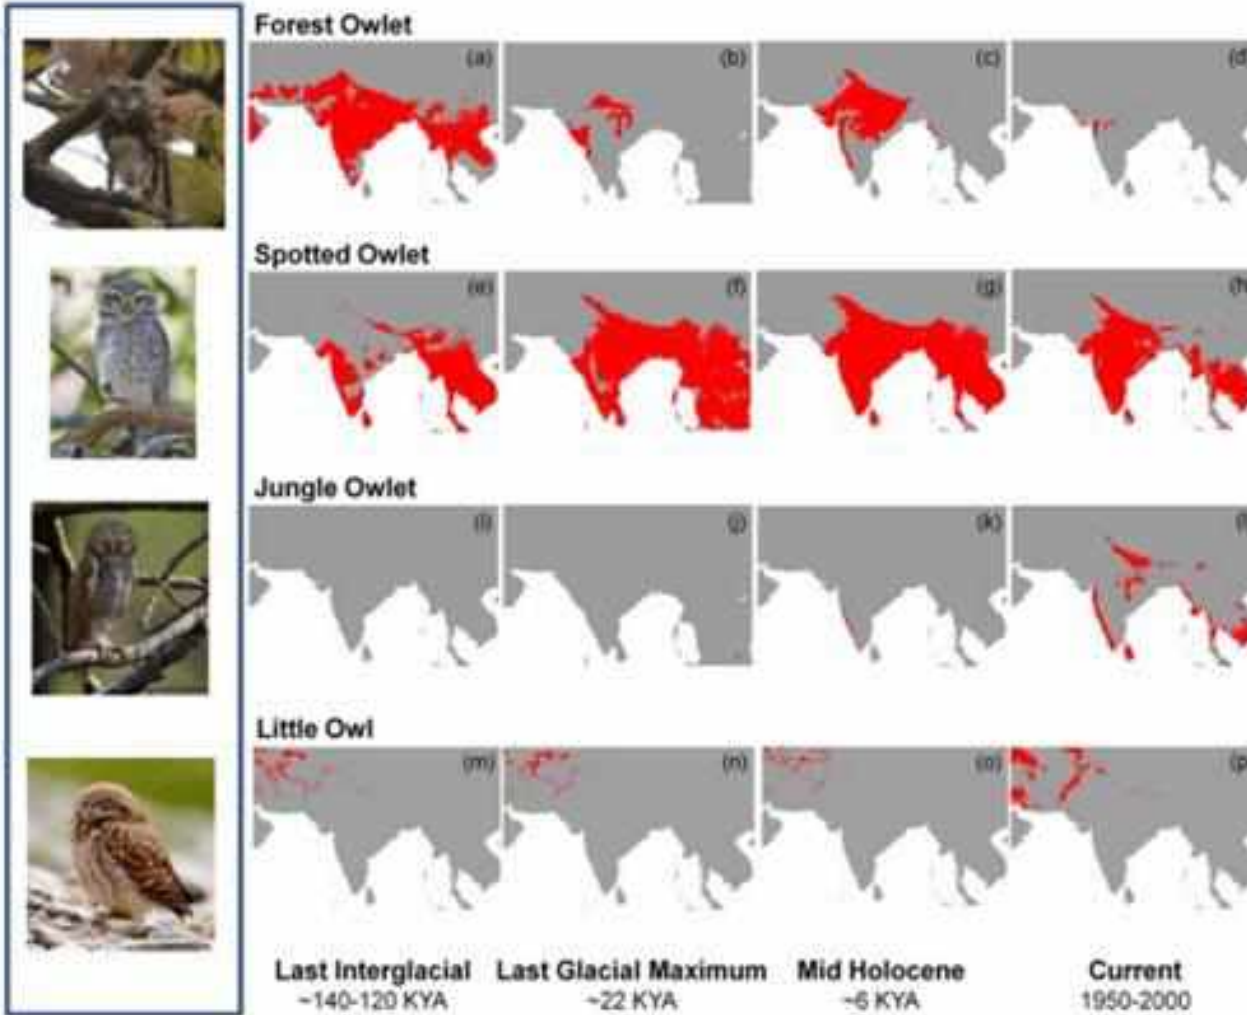 Forest Owlet
(a)
(b)
(c)
(d
Spotted Owlet
(e)
(f)
(g)
(h
Jungle Owlet
(i)
(j)
(k)
(l
Little Owl
(m)
(n)
(o)
(p
Last Interglacial
~140-120 KYA
Last Glacial Maximum
~22 KYA
Mid Holocene
~6 KYA
Current
1950-2000